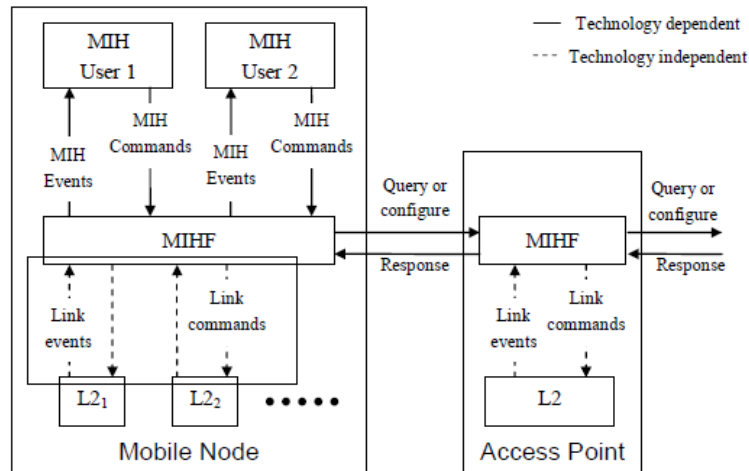 Technology dependent
Technology independent
MIH
User 1
MIH
User 2
MIH
Events
MIH
Commands
MIH
Events
MIH
Commands
Query or
configure
Response
Query or
configure
Response
MIHF
MIHF
Link
events
Link
commands
Link
events
Link
commands
L2₁
L2₂
L2
Mobile Node
Access Point